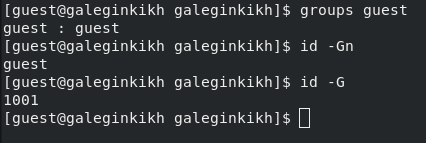 [guest@galeginkikh galeginkikh]$ groups guest
guest : guest
[guest@galeginkikh galeginkikh]$ id -Gn
guest
[guest@galeginkikh galeginkikh]$ id -G
1001
[guest@galeginkikh galeginkikh]$